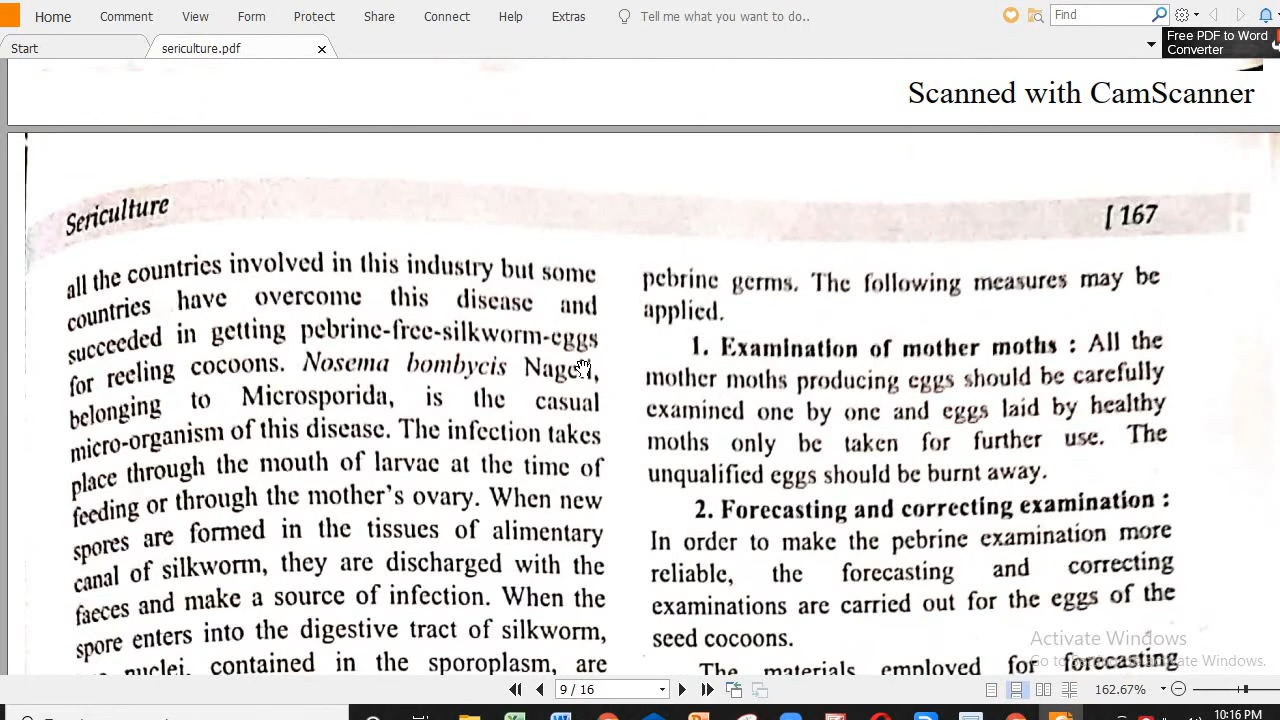 Home Comment View Form Protect Share Connect Help Extras Tell me what you want to do.. Find
Start sericulture.pdf x
Free PDF to Word
Converter
Scanned with CamScanner
Sericulture
[ 167
all the countries involved in this industry but some
countries have overcome this disease and
succeeded in getting pebrine-free-silkworm-eggs
for reeling cocoons. Nosema bombycis
belonging to Microsporida, is the casual
micro-organism of this disease. The infection takes
place through the mouth of larvae at the time of
feeding or through the mother's ovary. When new
spores are formed in the tissues of alimentary
canal of silkworm, they are discharged with the
faeces and make a source of infection. When the
spore enters into the digestive tract of silkworm,
nuclei, contained in the sporoplasm, are
pebrine germs. The following measures may be
applied.
1. Examination of mother moths : All the
mother moths producing eggs should be carefully
examined one by one and eggs laid by healthy
moths only be taken for further use. The
unqualified eggs should be burnt away.
2. Forecasting and correcting examination :
In order to make the pebrine examination more
reliable, the forecasting and correcting
examinations are carried out for the eggs of the
seed cocoons.
The materials employed for forecasting
Activate Windows
Go to Settings to activate Windows.
9 / 16
162.67%
10:16 PM